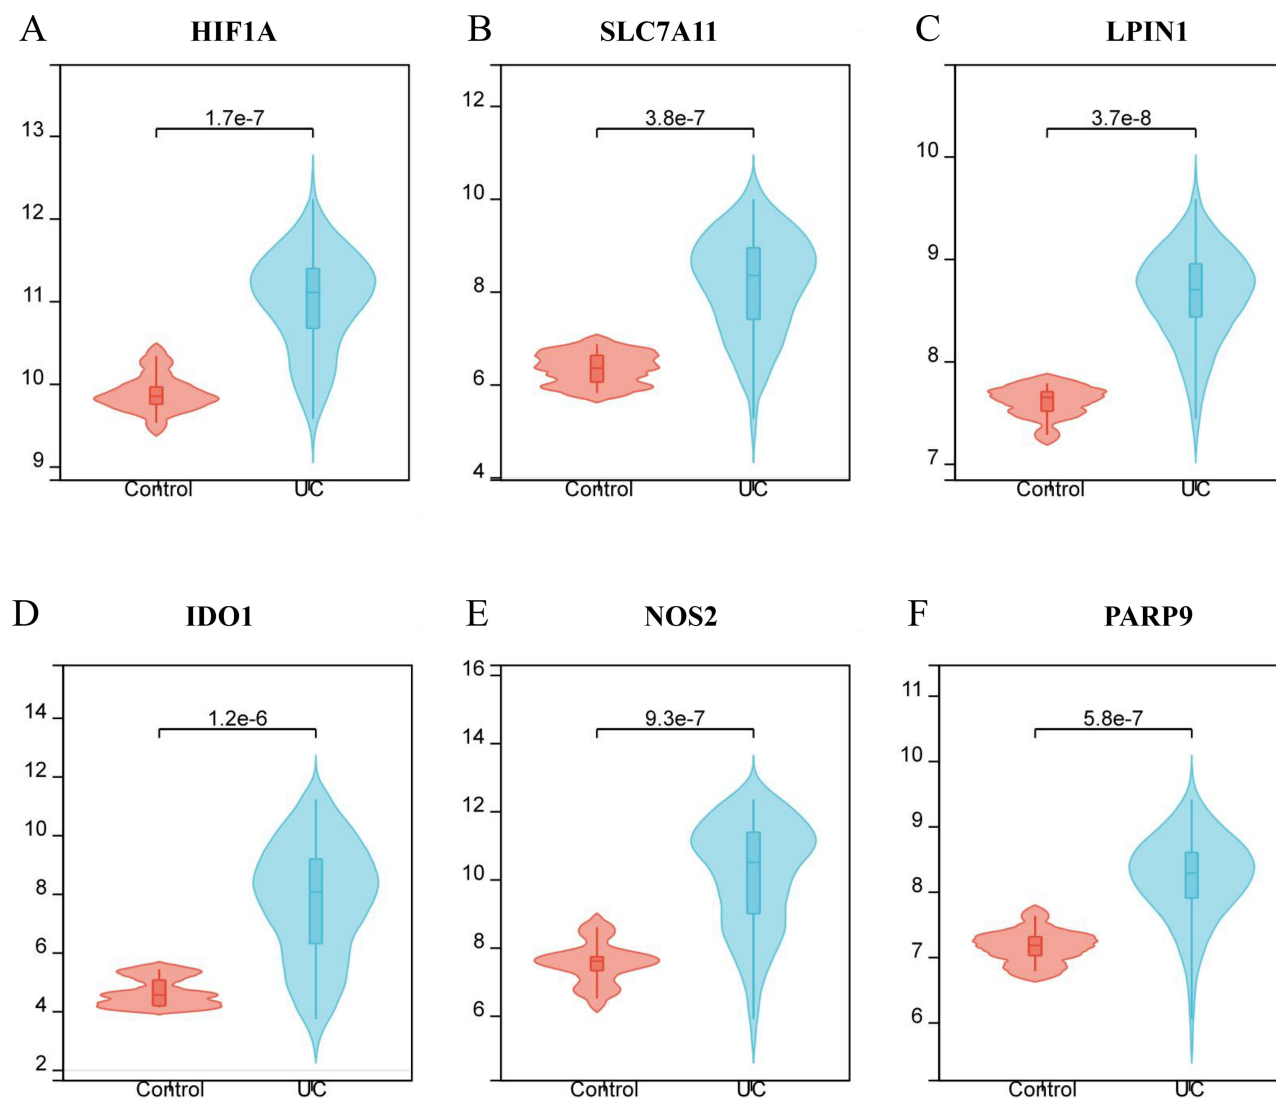 A HIF1A
B SLC7A11
C LPIN1
1.7e-7
13
12
11
10
9
Control UC
3.8e-7
12
10
8
6
4
Control UC
3.7e-8
10
9
8
7
Control UC
D IDO1
E NOS2
F PARP9
1.2e-6
14
12
10
8
6
4
2
Control UC
9.3e-7
16
14
12
10
8
6
Control UC
5.8e-7
11
10
9
8
7
6
Control UC